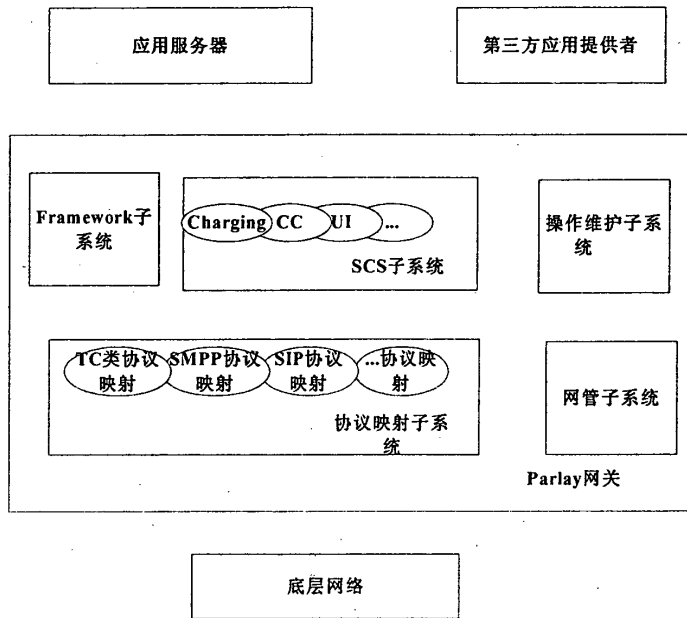 应用服务器
第三方应用提供者
Framework子
系统
Charging
CC
UI
...
SCS子系统
操作维护子系
统
TC类协议
映射
SMPP协议
映射
SIP协议
映射
...协议映
射
协议映射子系
统
网管子系统
Parlay网关
底层网络